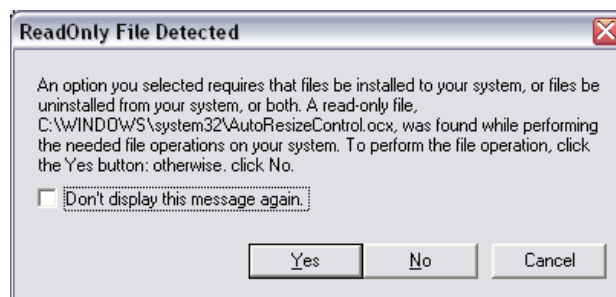 ReadOnly File Detected
An option you selected requires that files be installed to your system, or files be
uninstalled from your system, or both. A read-only file,
C:\WINDOWS\system32\AutoResizeControl.ocx, was found while performing
the needed file operations on your system. To perform the file operation, click
the Yes button: otherwise. click No.
Don't display this message again.
Yes No Cancel